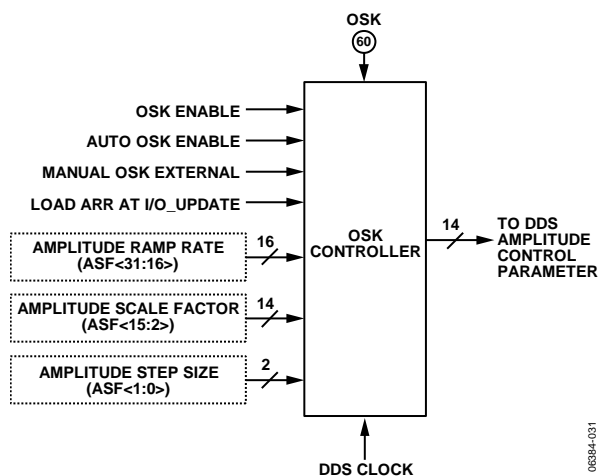 OSK
60
OSK ENABLE
AUTO OSK ENABLE
MANUAL OSK EXTERNAL
LOAD ARR AT I/O_UPDATE
AMPLITUDE RAMP RATE
(ASF<31:16>)
16
AMPLITUDE SCALE FACTOR
(ASF<15:2>)
14
AMPLITUDE STEP SIZE
(ASF<1:0>)
2
OSK
CONTROLLER
14
TO DDS
AMPLITUDE
CONTROL
PARAMETER
DDS CLOCK
06384-031